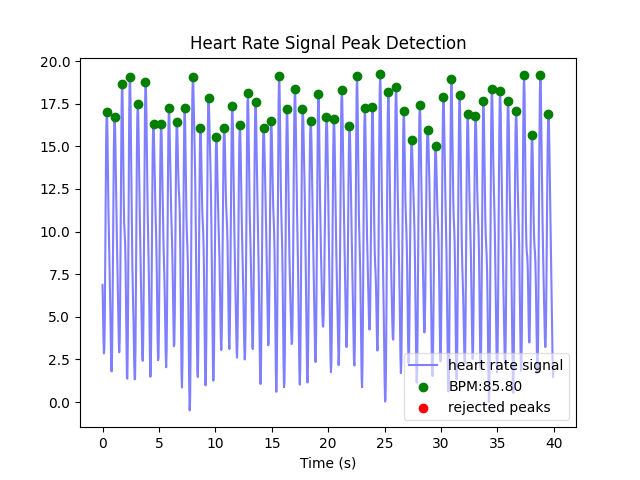 Heart Rate Signal Peak Detection
20.0
17.5
15.0
12.5
10.0
7.5
5.0
2.5
0.0
heart rate signal
BPM:85.80
rejected peaks
0 5 10 15 20 25 30 35 40
Time (s)